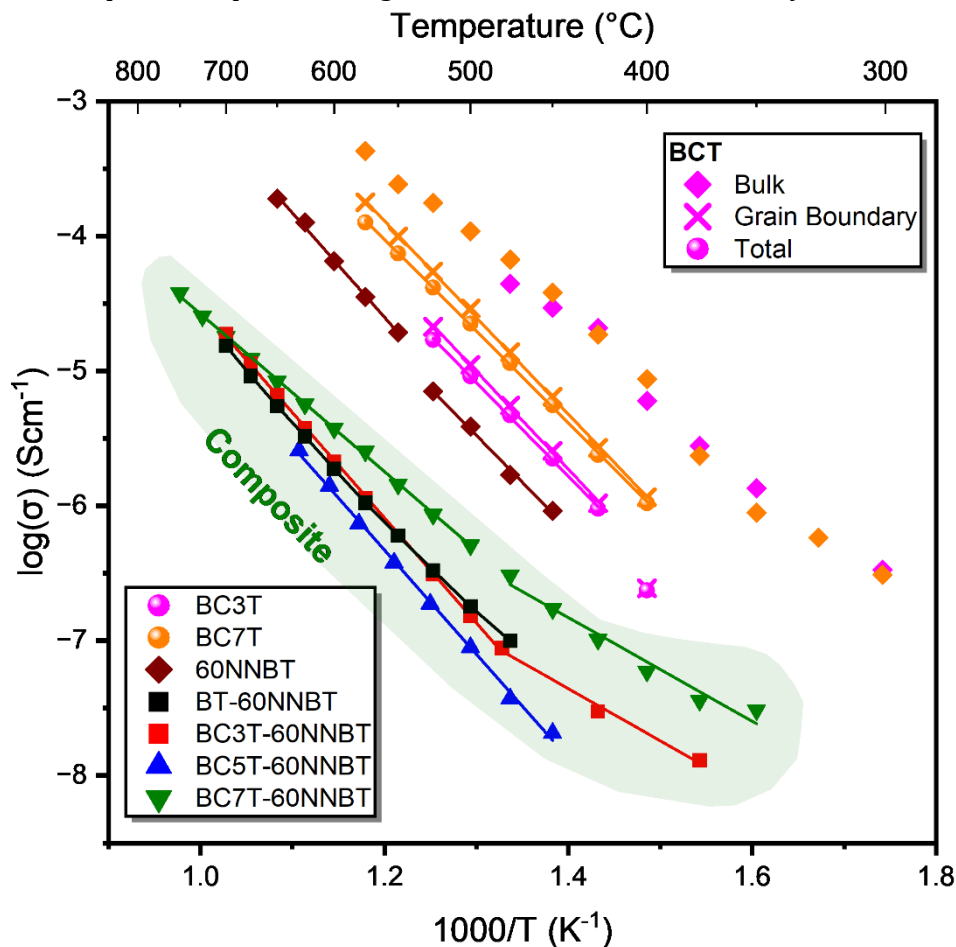 Temperature (°C)
800 700 600 500 400 300
−3
−4
−5
−6
−7
−8
log(σ) (Scm⁻¹)
BCT
Bulk
Grain Boundary
Total
Composite
BC3T
BC7T
60NNBT
BT-60NNBT
BC3T-60NNBT
BC5T-60NNBT
BC7T-60NNBT
1.0 1.2 1.4 1.6 1.8
1000/T (K⁻¹)